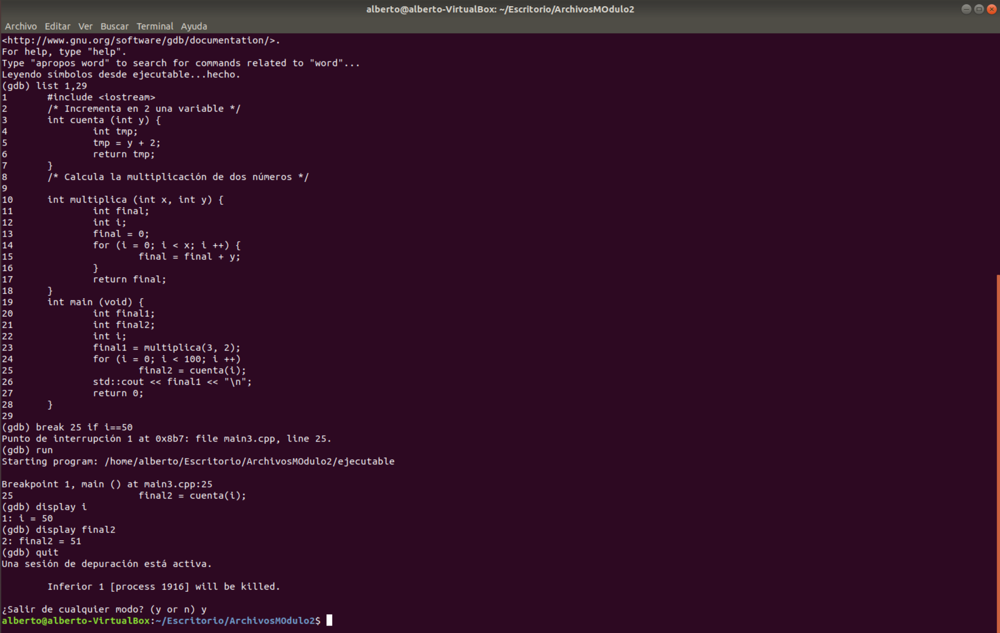 alberto@alberto-VirtualBox: ~/Escritorio/ArchivosMOdulo2
Archivo Editar Ver Buscar Terminal Ayuda
<http://www.gnu.org/software/gdb/documentation/>.
For help, type "help".
Type "apropos word" to search for commands related to "word"...
Leyendo símbolos desde ejecutable...hecho.
(gdb) list 1,29
1       #include <iostream>
2       /* Incrementa en 2 una variable */
3       int cuenta (int y) {
4               int tmp;
5               tmp = y + 2;
6               return tmp;
7       }
8       /* Calcula la multiplicación de dos números */
9
10      int multiplica (int x, int y) {
11              int final;
12              int i;
13              final = 0;
14              for (i = 0; i < x; i ++) {
15                      final = final + y;
16              }
17              return final;
18      }
19      int main (void) {
20              int final1;
21              int final2;
22              int i;
23              final1 = multiplica(3, 2);
24              for (i = 0; i < 100; i ++)
25                      final2 = cuenta(i);
26              std::cout << final1 << "\n";
27              return 0;
28      }
29
(gdb) break 25 if i==50
Punto de interrupción 1 at 0x8b7: file main3.cpp, line 25.
(gdb) run
Starting program: /home/alberto/Escritorio/ArchivosMOdulo2/ejecutable

Breakpoint 1, main () at main3.cpp:25
25                      final2 = cuenta(i);
(gdb) display i
1: i = 50
(gdb) display final2
2: final2 = 51
(gdb) quit
Una sesión de depuración está activa.

        Inferior 1 [process 1916] will be killed.

¿Salir de cualquier modo? (y or n) y
alberto@alberto-VirtualBox:~/Escritorio/ArchivosMOdulo2$